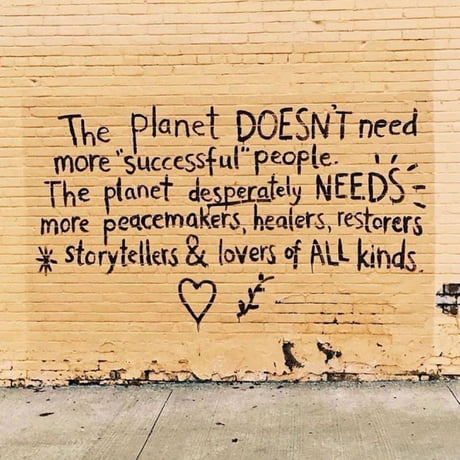 The planet DOESN'T need
more "successful" people.
The planet desperately NEEDS
more peacemakers, healers, restorers
storytellers & lovers of ALL kinds.